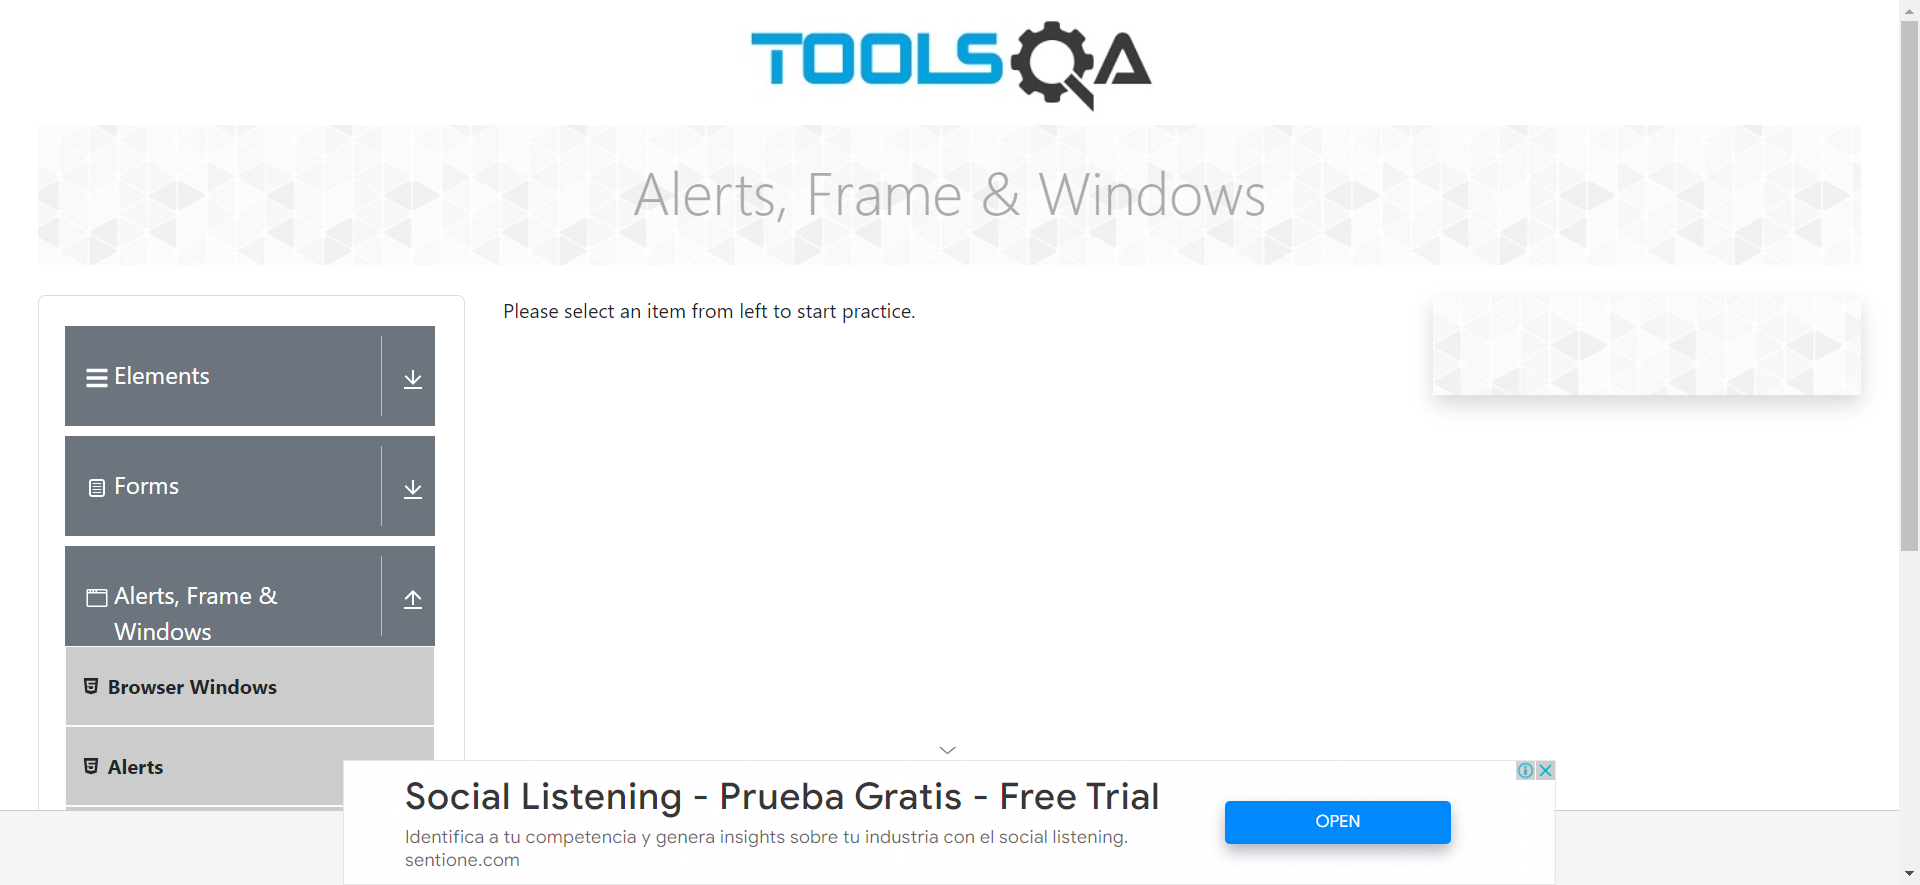 TOOLSQA
Alerts, Frame & Windows
Please select an item from left to start practice.
Elements
Forms
Alerts, Frame &
Windows
Browser Windows
Alerts
Social Listening - Prueba Gratis - Free Trial
Identifica a tu competencia y genera insights sobre tu industria con el social listening.
sentione.com
OPEN